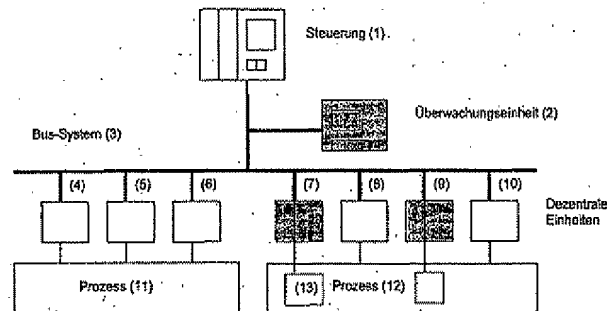 Steuerung (1)
Überwachungseinheit (2)
Bus-System (3)
(4) (5) (6) (7) (8) (9) (10)
Dezentrale
Einheiten
Prozess (11) (13) Prozess (12)